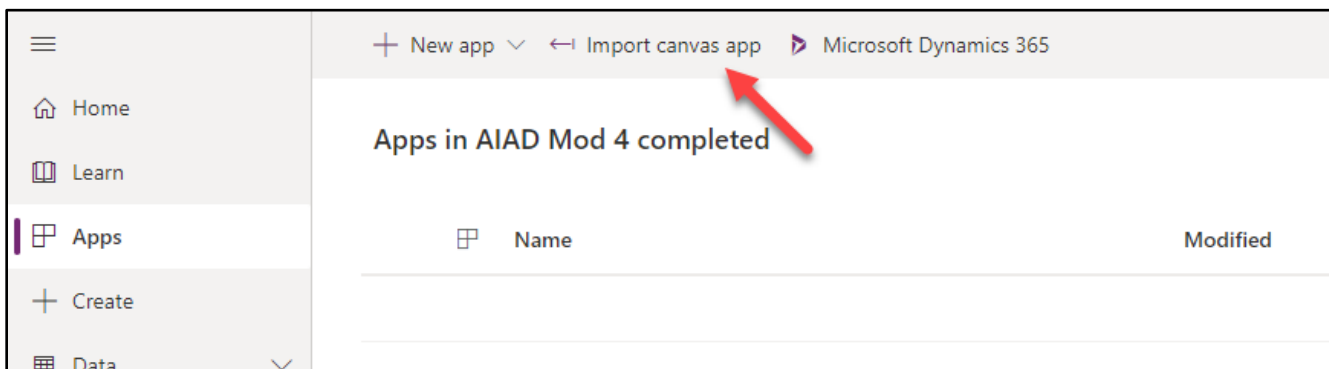 New app
Import canvas app
Microsoft Dynamics 365
Home
Learn
Apps
Create
Data
Apps in AIAD Mod 4 completed
Name
Modified